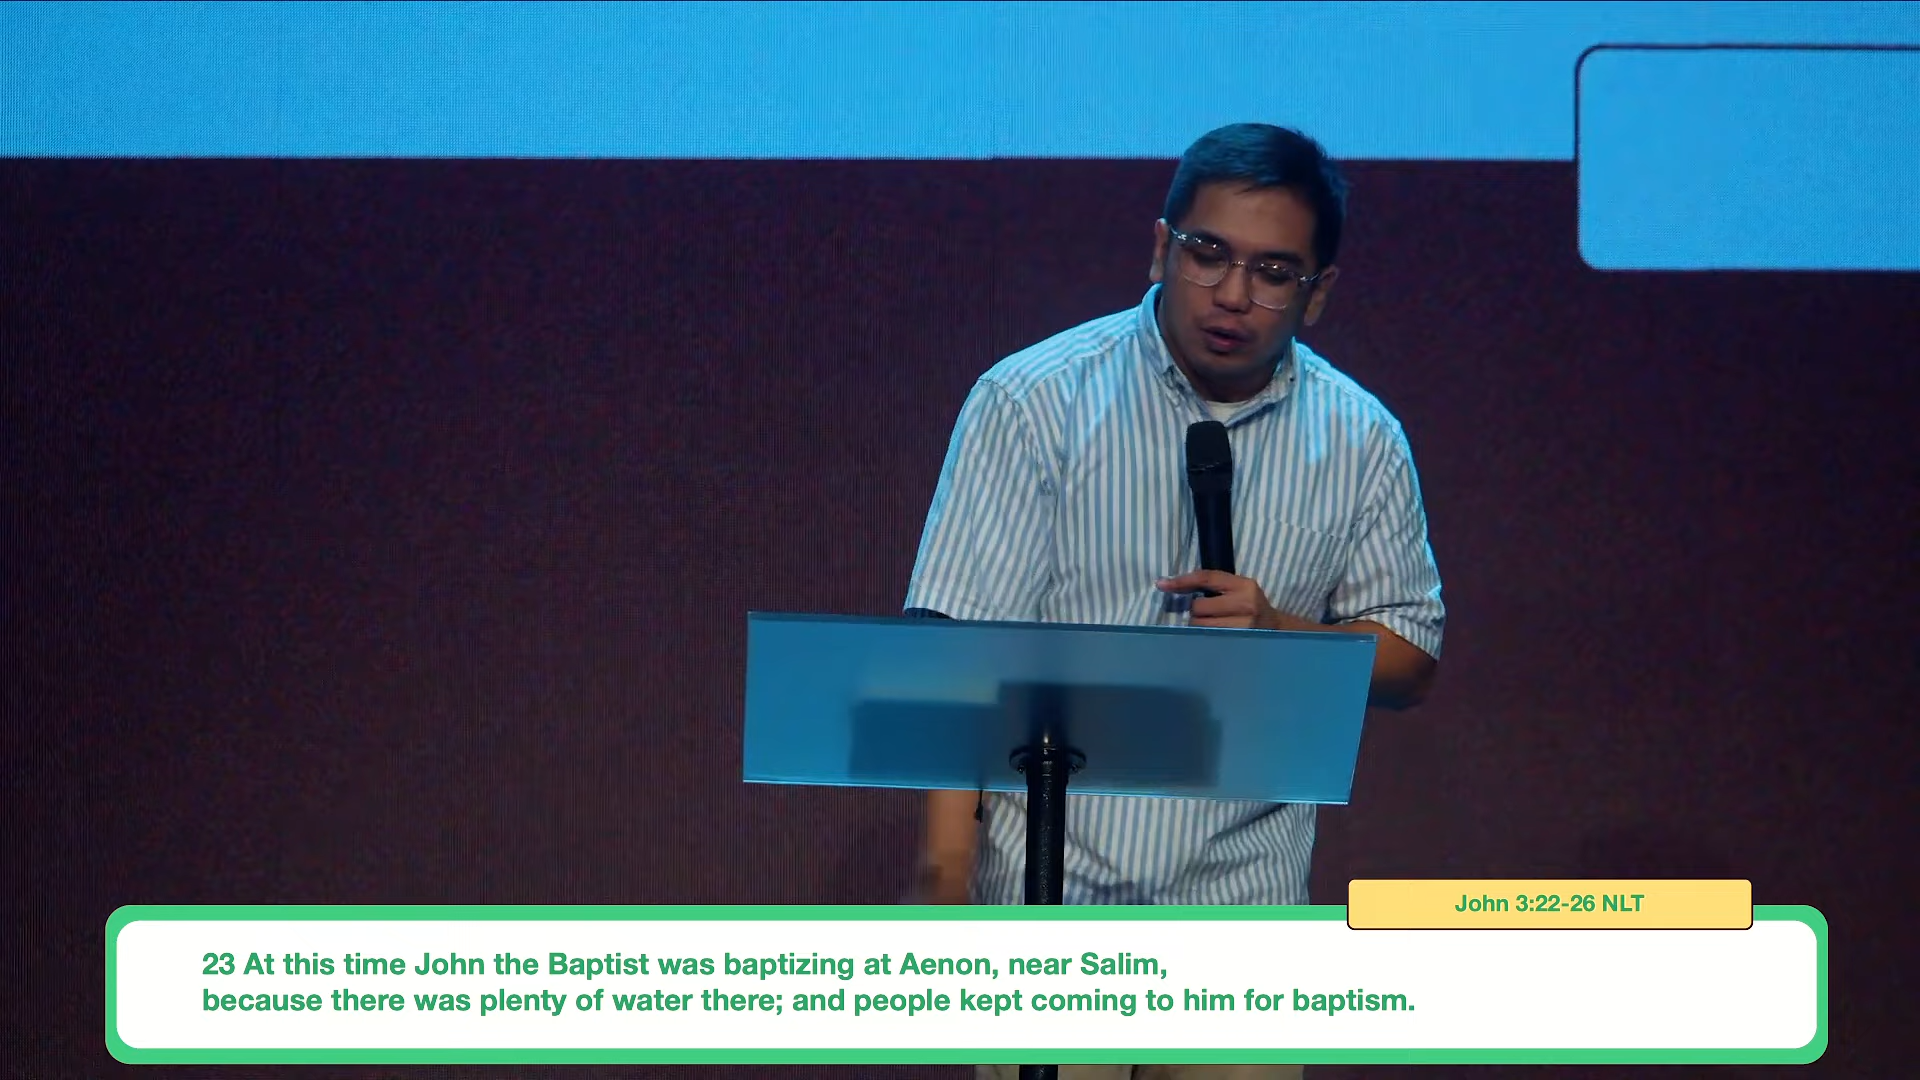 John 3:22-26 NLT
23 At this time John the Baptist was baptizing at Aenon, near Salim,
because there was plenty of water there; and people kept coming to him for baptism.